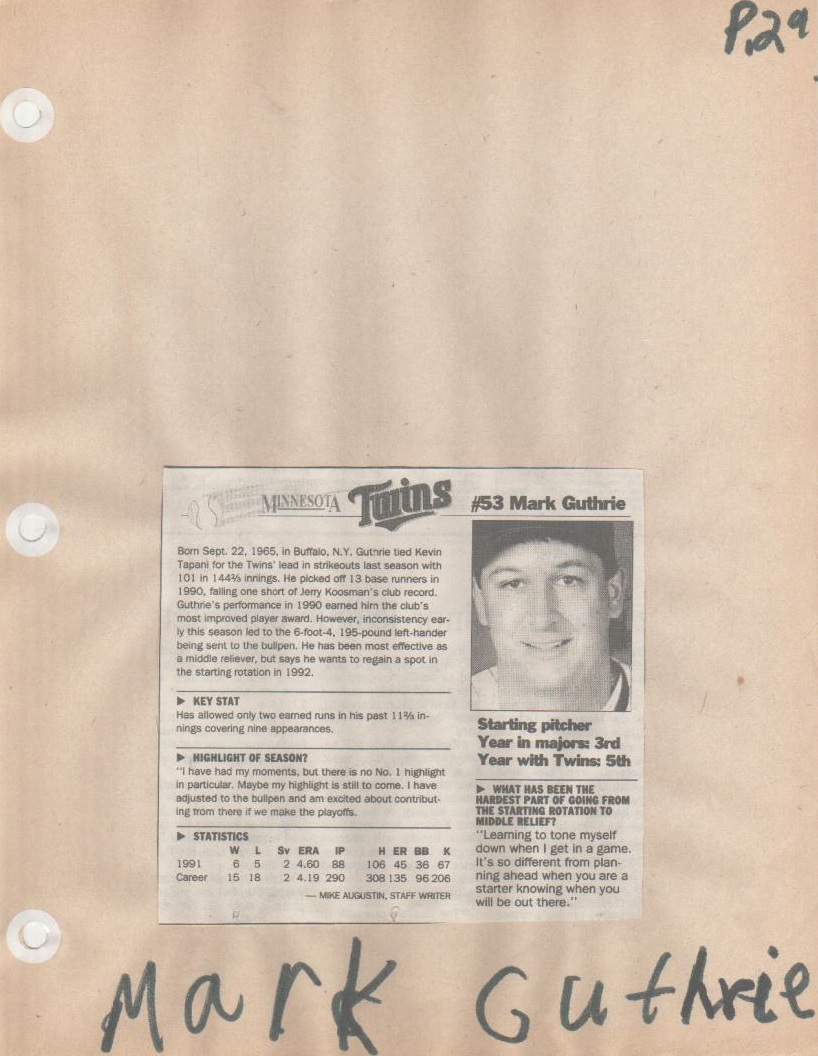 P.29
MINNESOTA Twins
#53 Mark Guthrie
Born Sept. 22, 1965, in Buffalo, N.Y. Guthrie tied Kevin
Tapani for the Twins' lead in strikeouts last season with
101 in 144⅔ innings. He picked off 13 base runners in
1990, falling one short of Jerry Koosman's club record.
Guthrie's performance in 1990 earned him the club's
most improved player award. However, inconsistency ear-
ly this season led to the 6-foot-4, 195-pound left-hander
being sent to the bullpen. He has been most effective as
a middle reliever, but says he wants to regain a spot in
the starting rotation in 1992.
▶ KEY STAT
Has allowed only two earned runs in his past 11⅔ in-
nings covering nine appearances.
▶ HIGHLIGHT OF SEASON?
"I have had my moments, but there is no No. 1 highlight
in particular. Maybe my highlight is still to come. I have
adjusted to the bullpen and am excited about contribut-
ing from there if we make the playoffs.
▶ STATISTICS
W L Sv ERA IP H ER BB K
1991 6 5 2 4.60 88 106 45 36 67
Career 15 18 2 4.19 290 308 135 96 206
— MIKE AUGUSTIN, STAFF WRITER
Starting pitcher
Year in majors: 3rd
Year with Twins: 5th
▶ WHAT HAS BEEN THE
HARDEST PART OF GOING FROM
THE STARTING ROTATION TO
MIDDLE RELIEF?
"Learning to tone myself
down when I get in a game.
It's so different from plan-
ning ahead when you are a
starter knowing when you
will be out there."
Mark Guthrie